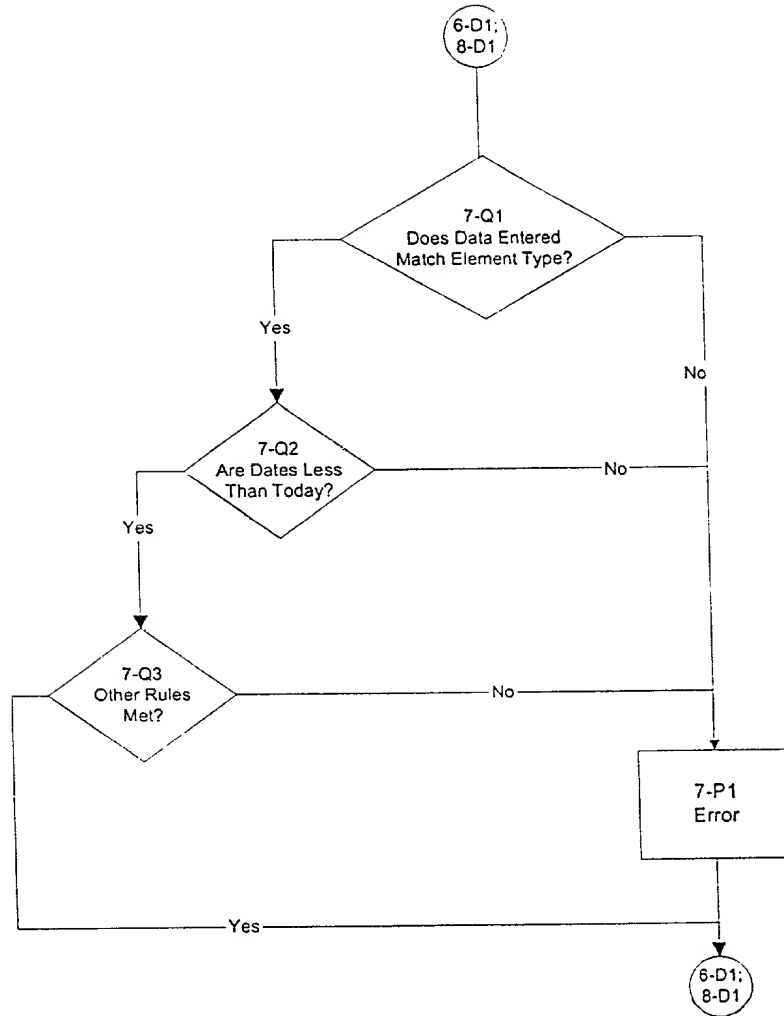 6-D1;
8-D1
7-Q1
Does Data Entered
Match Element Type?
Yes
No
7-Q2
Are Dates Less
Than Today?
No
Yes
7-Q3
Other Rules
Met?
No
7-P1
Error
Yes
6-D1;
8-D1